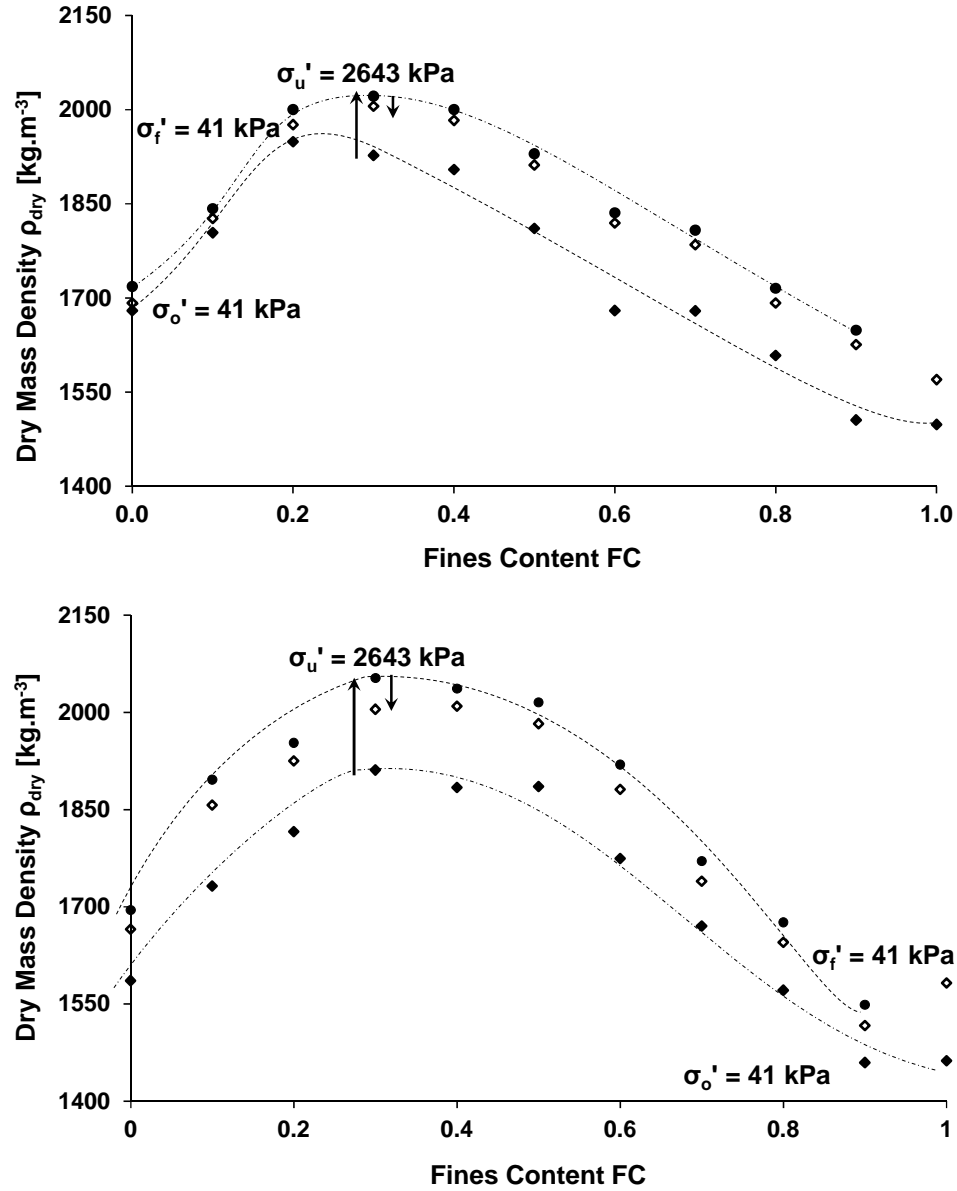 2150
σu' = 2643 kPa
2000
σf' = 41 kPa
1850
1700
σo' = 41 kPa
1550
1400
0.0 0.2 0.4 0.6 0.8 1.0
Fines Content FC
Dry Mass Density ρdry [kg.m-3]
2150
σu' = 2643 kPa
2000
1850
1700
σf' = 41 kPa
1550
σo' = 41 kPa
1400
0 0.2 0.4 0.6 0.8 1
Fines Content FC
Dry Mass Density ρdry [kg.m-3]